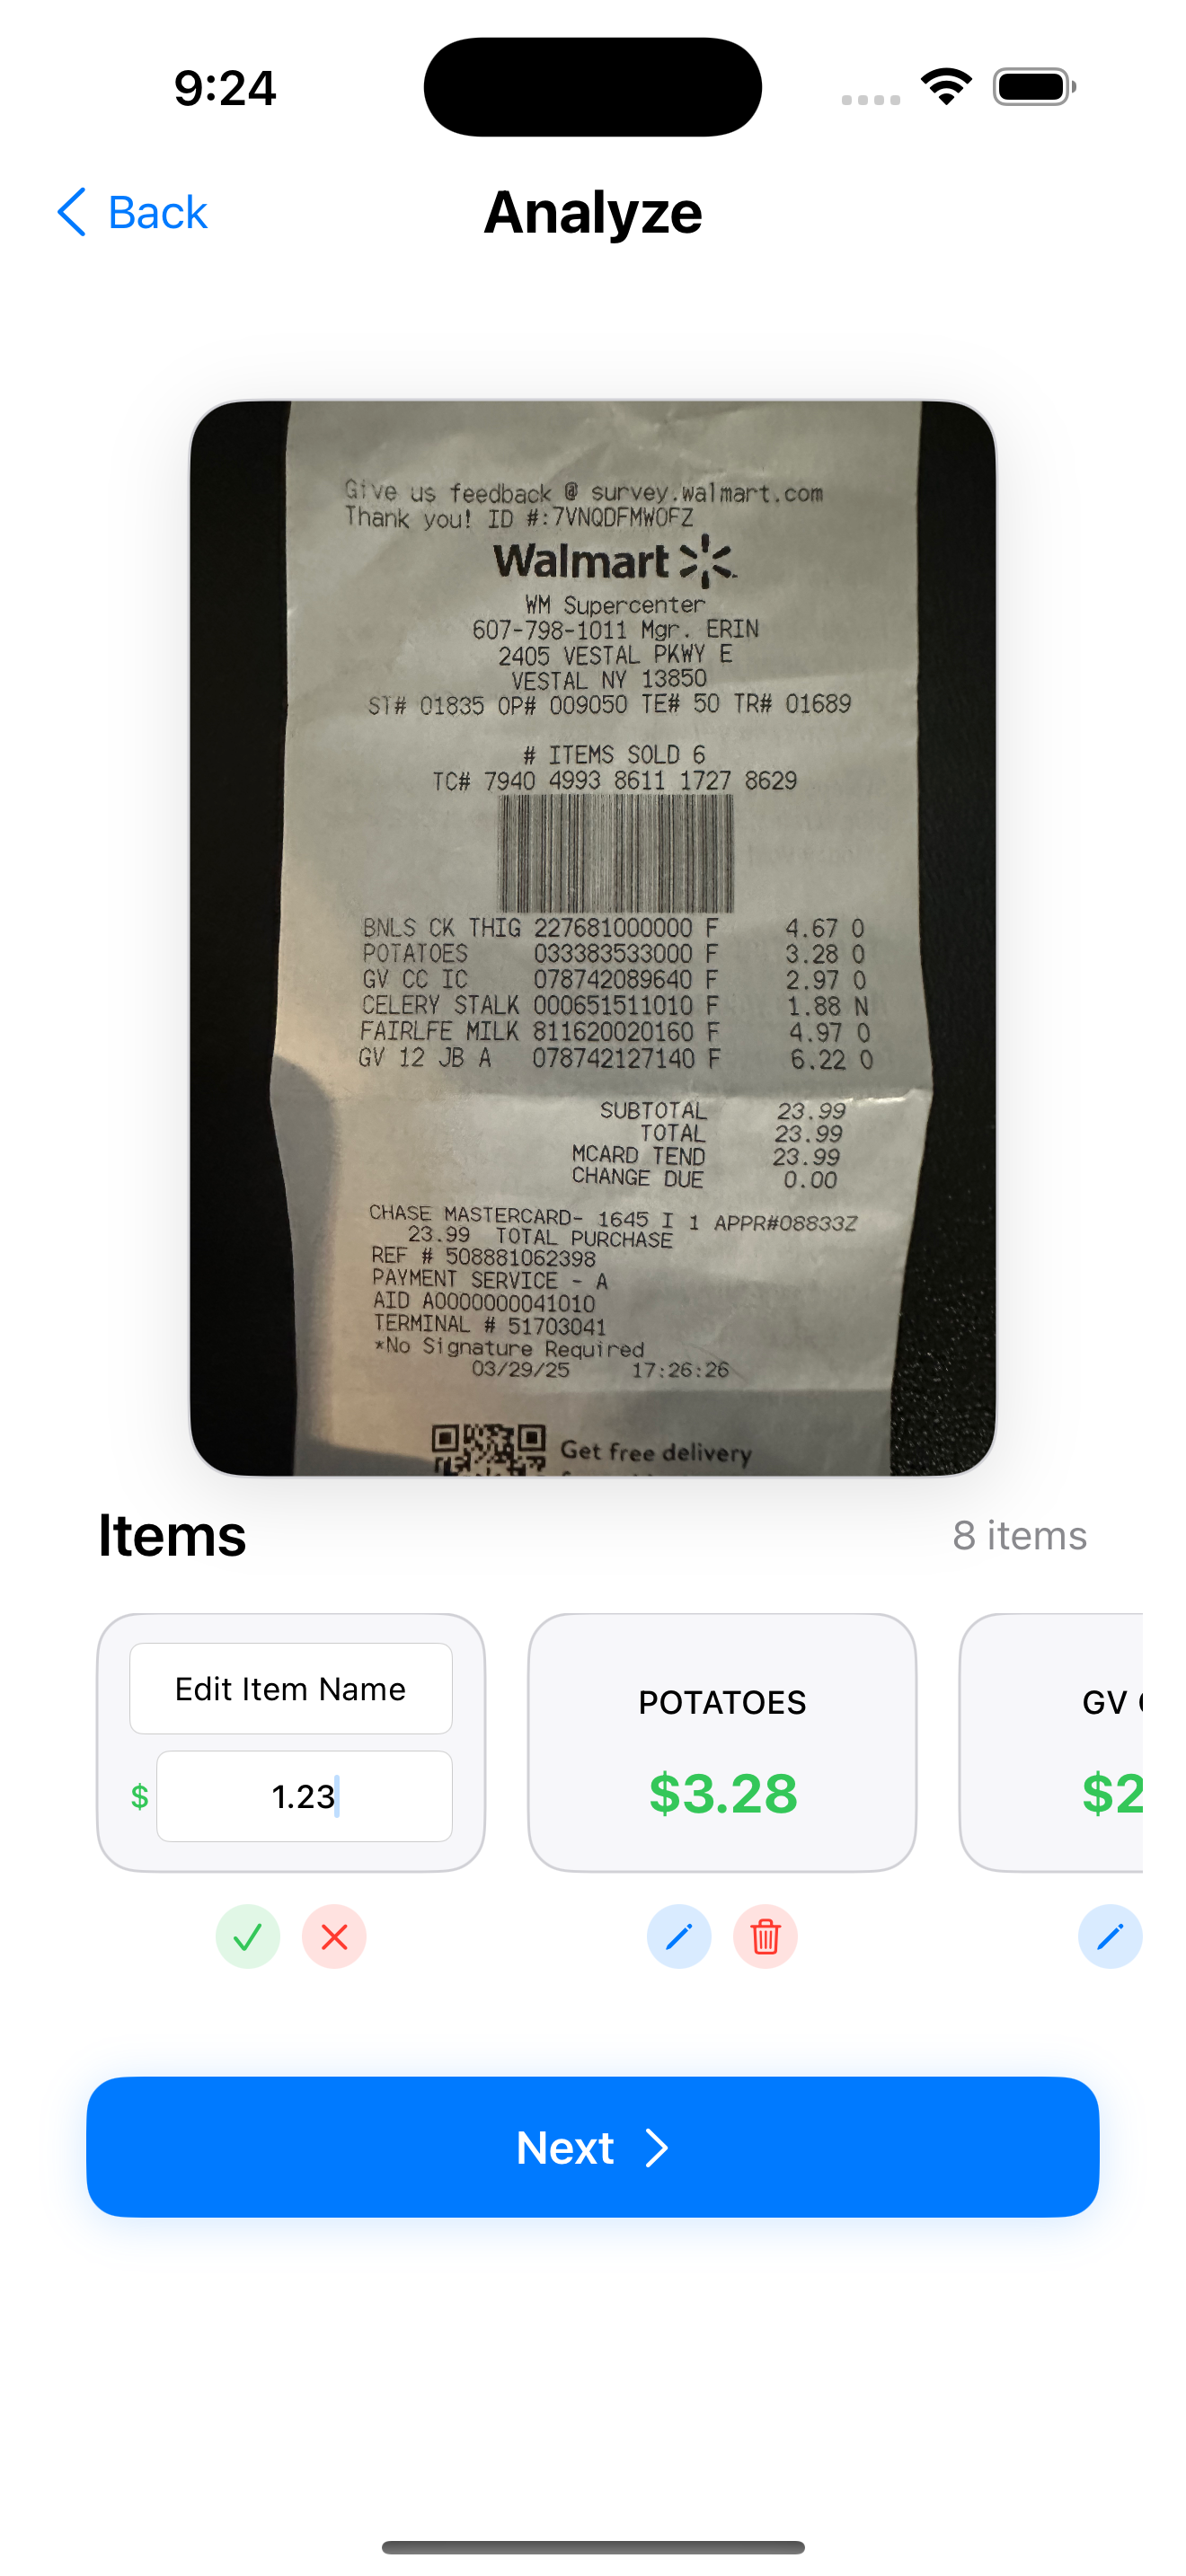 9:24
Back
Analyze
Give us feedback @ survey.walmart.com
Thank you! ID #:7VNQDFMWOFZ
Walmart
WM Supercenter
607-798-1011 Mgr. ERIN
2405 VESTAL PKWY E
VESTAL NY 13850
ST# 01835 OP# 009050 TE# 50 TR# 01689
# ITEMS SOLD 6
TC# 7940 4993 8611 1727 8629
BNLS CK THIG 227681000000 F 4.67 O
POTATOES 033383533000 F 3.28 O
GV CC IC 078742089640 F 2.97 O
CELERY STALK 000651511010 F 1.88 N
FAIRLFE MILK 811620020160 F 4.97 O
GV 12 JB A 078742127140 F 6.22 O
SUBTOTAL 23.99
TOTAL 23.99
MCARD TEND 23.99
CHANGE DUE 0.00
CHASE MASTERCARD- 1645 I 1 APPR#08833Z
23.99 TOTAL PURCHASE
REF # 508881062398
PAYMENT SERVICE - A
AID A0000000041010
TERMINAL # 51703041
*No Signature Required
03/29/25 17:26:26
Get free delivery
Items
8 items
Edit Item Name
$ 1.23
POTATOES
$3.28
GV
$2
Next